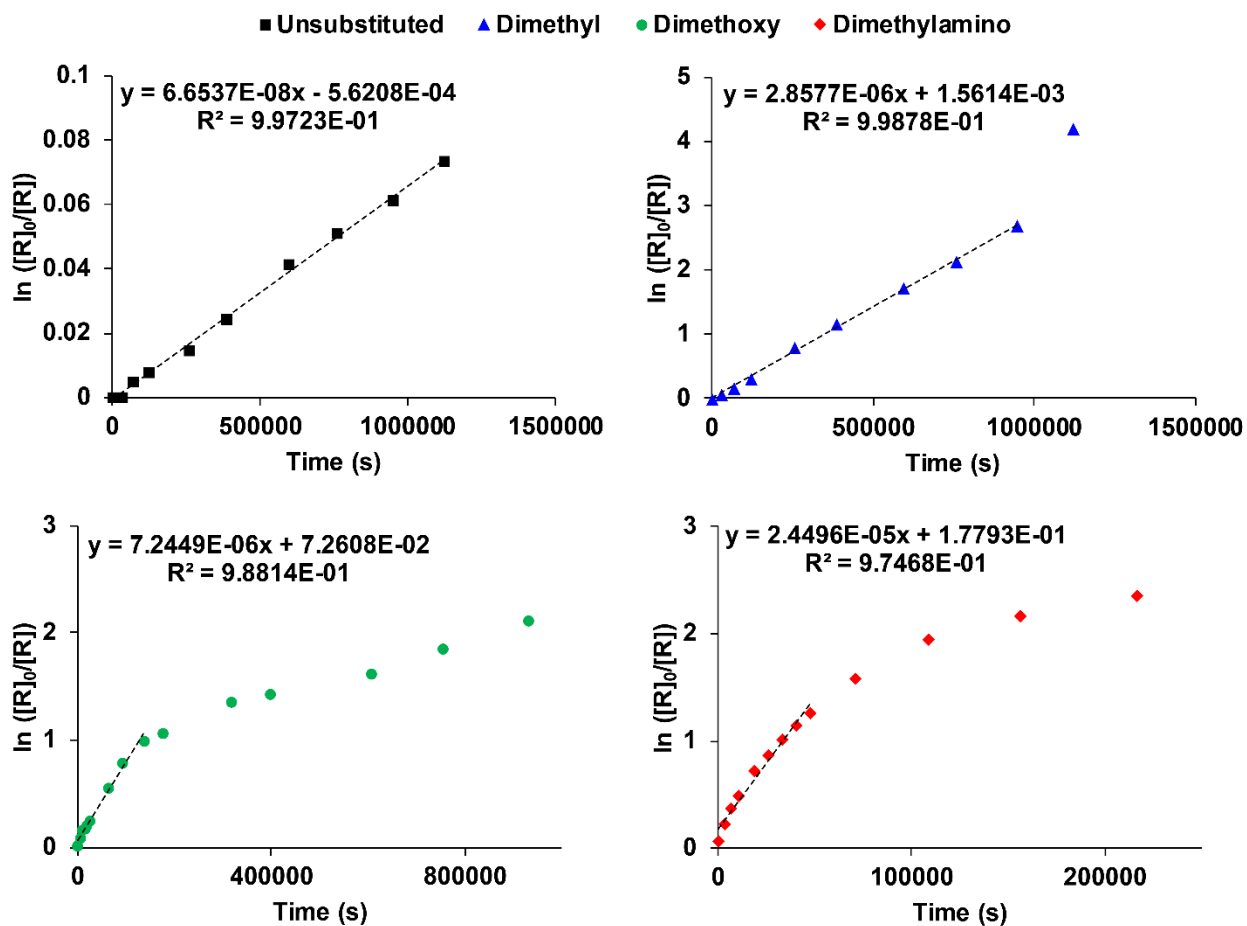 Unsubstituted Dimethyl Dimethoxy Dimethylamino
y = 6.6537E-08x - 5.6208E-04
R² = 9.9723E-01
ln ([R]₀/[R])
0.1
0.08
0.06
0.04
0.02
0
0 500000 1000000 1500000
Time (s)
y = 2.8577E-06x + 1.5614E-03
R² = 9.9878E-01
ln ([R]₀/[R])
5
4
3
2
1
0
0 500000 1000000 1500000
Time (s)
y = 7.2449E-06x + 7.2608E-02
R² = 9.8814E-01
ln ([R]₀/[R])
3
2
1
0
0 400000 800000
Time (s)
y = 2.4496E-05x + 1.7793E-01
R² = 9.7468E-01
ln ([R]₀/[R])
3
2
1
0
0 100000 200000
Time (s)